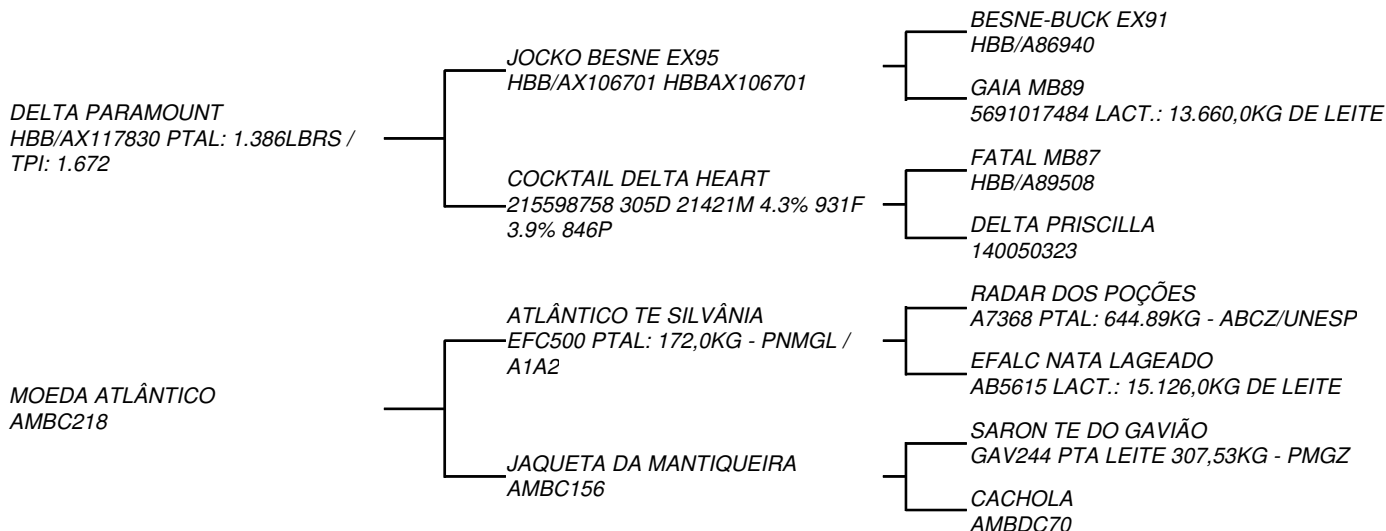 DELTA PARAMOUNT
HBB/AX117830 PTAL: 1.386LBRS /
TPI: 1.672
MOEDA ATLÂNTICO
AMBC218
JOCKO BESNE EX95
HBB/AX106701 HBBAX106701
COCKTAIL DELTA HEART
215598758 305D 21421M 4.3% 931F
3.9% 846P
ATLÂNTICO TE SILVÂNIA
EFC500 PTAL: 172,0KG - PNMGL /
A1A2
JAQUETA DA MANTIQUEIRA
AMBC156
BESNE-BUCK EX91
HBB/A86940
GAIA MB89
5691017484 LACT.: 13.660,0KG DE LEITE
FATAL MB87
HBB/A89508
DELTA PRISCILLA
140050323
RADAR DOS POÇÕES
A7368 PTAL: 644.89KG - ABCZ/UNESP
EFALC NATA LAGEADO
AB5615 LACT.: 15.126,0KG DE LEITE
SARON TE DO GAVIÃO
GAV244 PTA LEITE 307,53KG - PMGZ
CACHOLA
AMBDC70